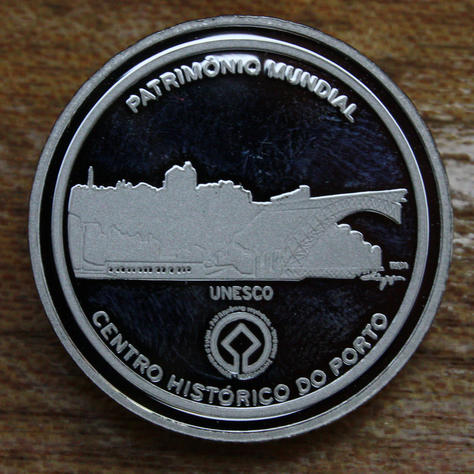 PATRIMÓNIO MUNDIAL
UNESCO
CENTRO HISTÓRICO DO PORTO